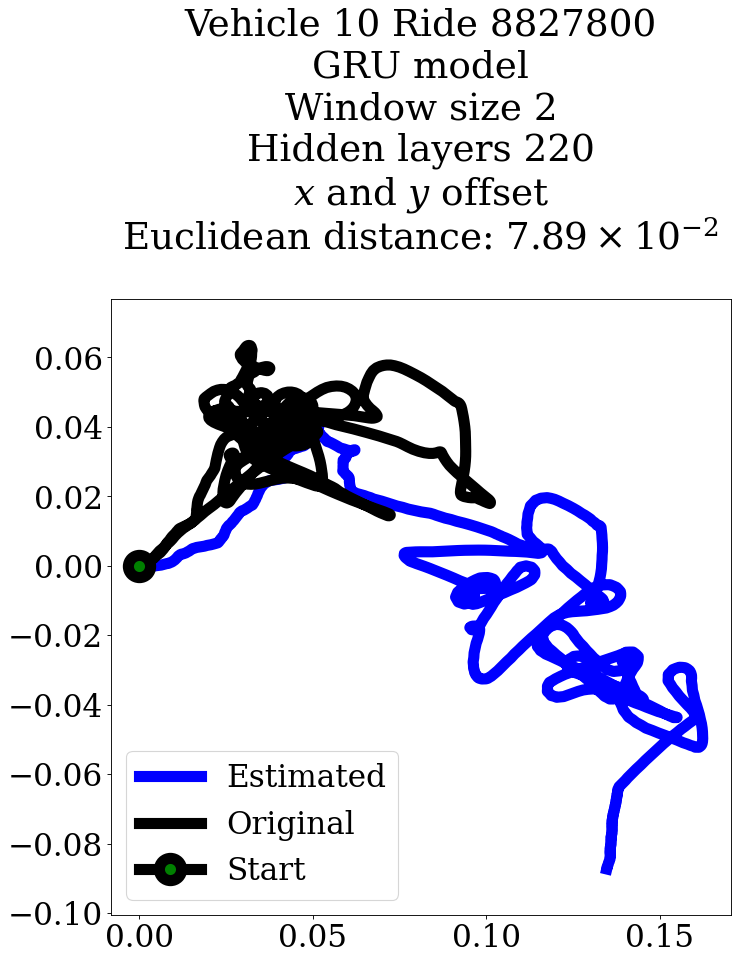 Vehicle 10 Ride 8827800
GRU model
Window size 2
Hidden layers 220
x and y offset
Euclidean distance: 7.89 × 10⁻²
0.06
0.04
0.02
0.00
−0.02
−0.04
−0.06
−0.08
−0.10
Estimated
Original
Start
0.00 0.05 0.10 0.15